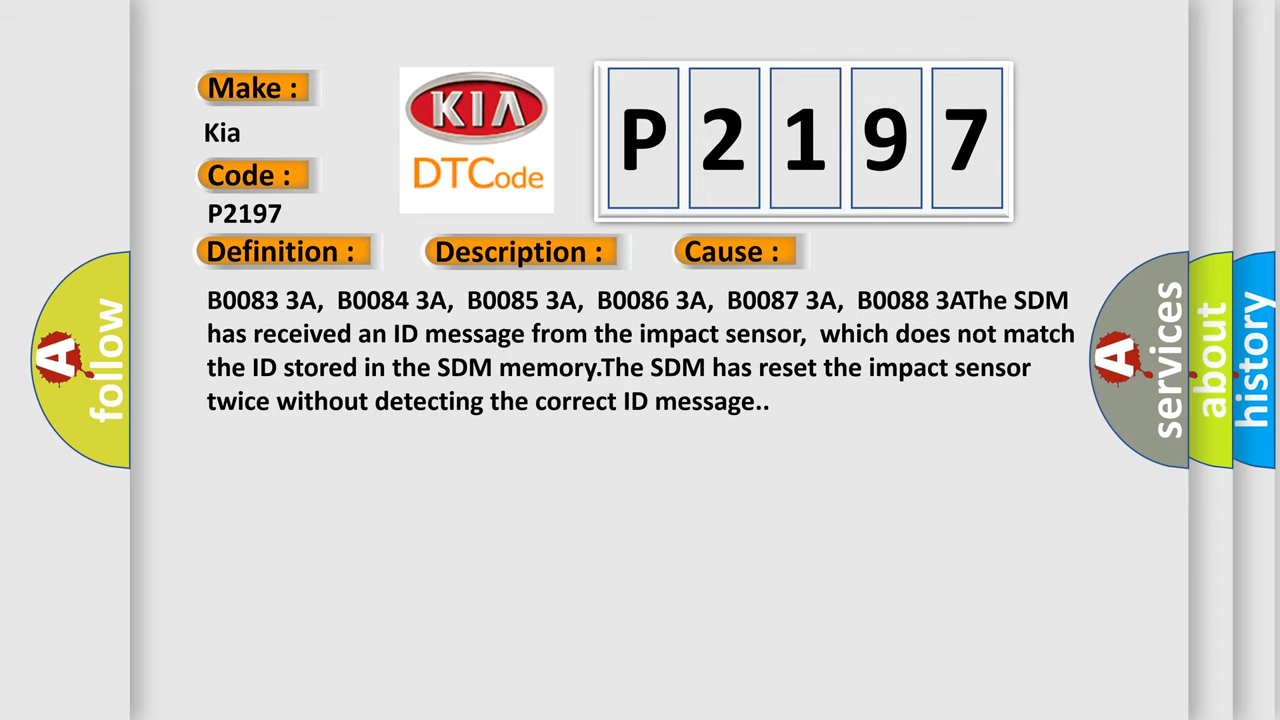 Make :
Kia
Code :
P2197
KIA
DTCode
P 2 1 9 7
Definition :
Description :
Cause :
B0083 3A, B0084 3A, B0085 3A, B0086 3A, B0087 3A, B0088 3AThe SDM
has received an ID message from the impact sensor, which does not match
the ID stored in the SDM memoryThe SDM has reset the impact sensor
twice without detecting the correct ID message..
A
follow
A
services
about
history